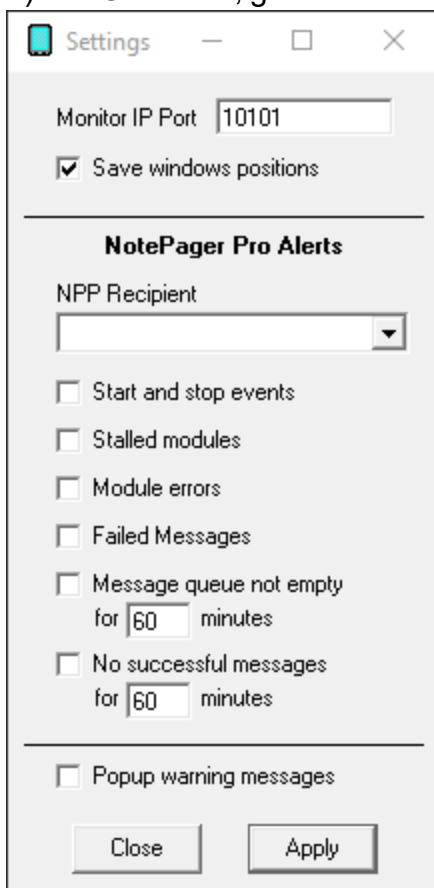 Settings
Monitor IP Port 10101
Save windows positions
NotePager Pro Alerts
NPP Recipient
Start and stop events
Stalled modules
Module errors
Failed Messages
Message queue not empty
for 60 minutes
No successful messages
for 60 minutes
Popup warning messages
Close Apply